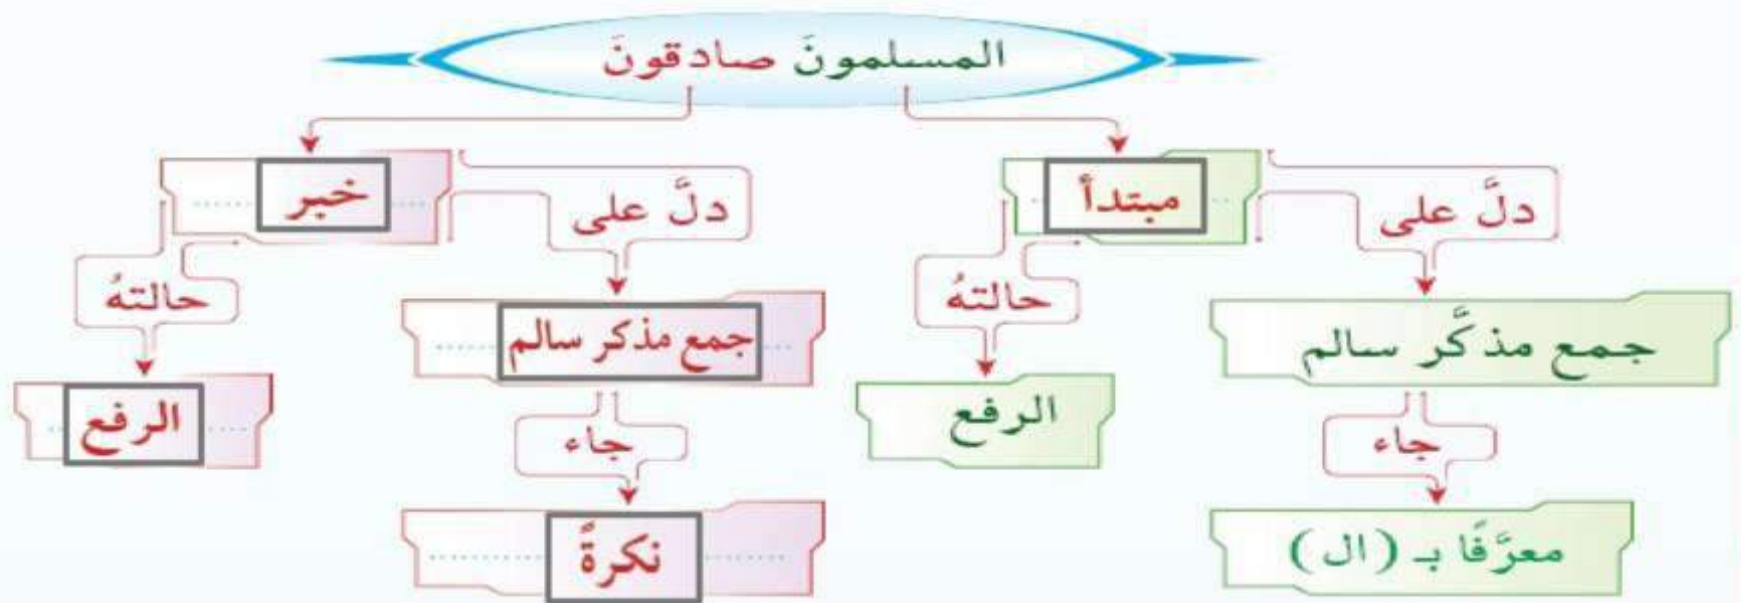 المسلمونَ صادقونَ
مبتدأ
دلَّ على
جمع مذكَّر سالم
جاء
معرَّفًا بـ (ال)
حالتهُ
الرفع
خبر
دلَّ على
جمع مذكر سالم
جاء
نكرةً
حالتهُ
الرفع